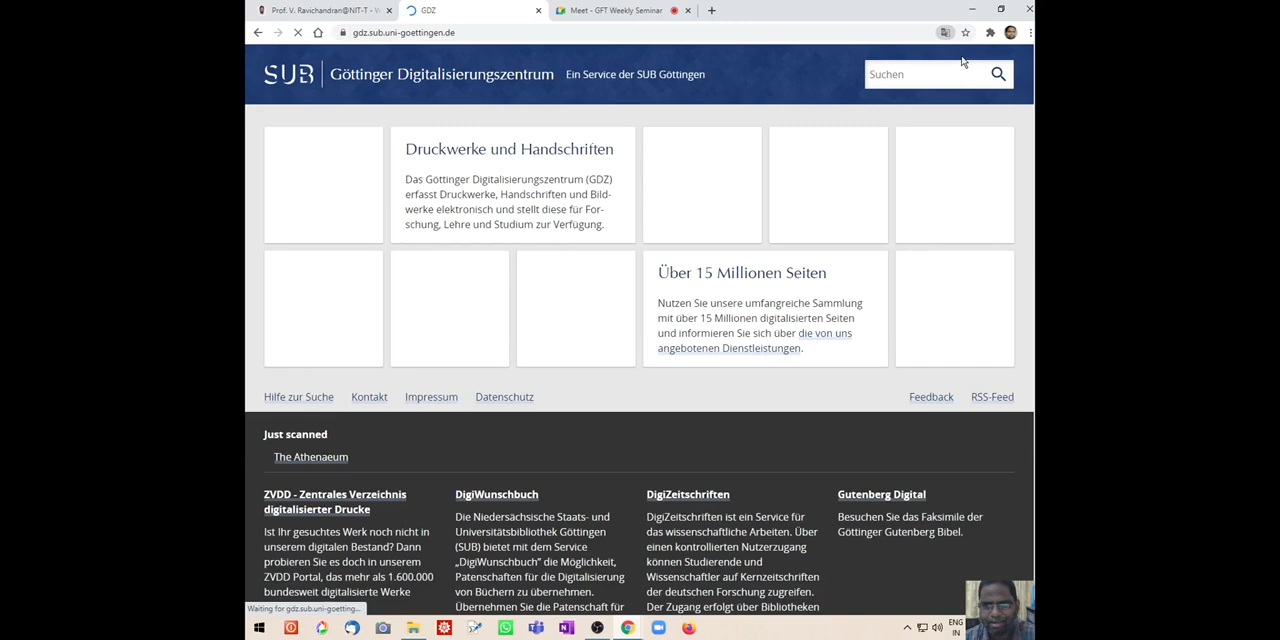 Prof. V. Ravichandran@NIT-T - V
GDZ
Meet - GFT Weekly Seminar
gdz.sub.uni-goettingen.de
SUB
Göttinger Digitalisierungszentrum
Ein Service der SUB Göttingen
Suchen
Druckwerke und Handschriften
Das Göttinger Digitalisierungszentrum (GDZ)
erfasst Druckwerke, Handschriften und Bild-
werke elektronisch und stellt diese für For-
schung, Lehre und Studium zur Verfügung.
Über 15 Millionen Seiten
Nutzen Sie unsere umfangreiche Sammlung
mit über 15 Millionen digitalisierten Seiten
und informieren Sie sich über die von uns
angebotenen Dienstleistungen.
Hilfe zur Suche
Kontakt
Impressum
Datenschutz
Feedback
RSS-Feed
Just scanned
The Athenaeum
ZVDD - Zentrales Verzeichnis
digitalisierter Drucke
Ist Ihr gesuchtes Werk noch nicht in
unserem digitalen Bestand? Dann
probieren Sie es doch in unserem
ZVDD Portal, das mehr als 1.600.000
bundesweit digitalisierte Werke
DigiWunschbuch
Die Niedersächsische Staats- und
Universitätsbibliothek Göttingen
(SUB) bietet mit dem Service
„DigiWunschbuch" die Möglichkeit,
Patenschaften für die Digitalisierung
von Büchern zu übernehmen.
Übernehmen Sie die Patenschaft für
DigiZeitschriften
DigiZeitschriften ist ein Service für
das wissenschaftliche Arbeiten. Über
einen kontrollierten Nutzerzugang
können Studierende und
Wissenschaftler auf Kernzeitschriften
der deutschen Forschung zugreifen.
Der Zugang erfolgt über Bibliotheken
Gutenberg Digital
Besuchen Sie das Faksimile der
Göttinger Gutenberg Bibel.
Waiting for gdz.sub.uni-goetting...
ENG
IN